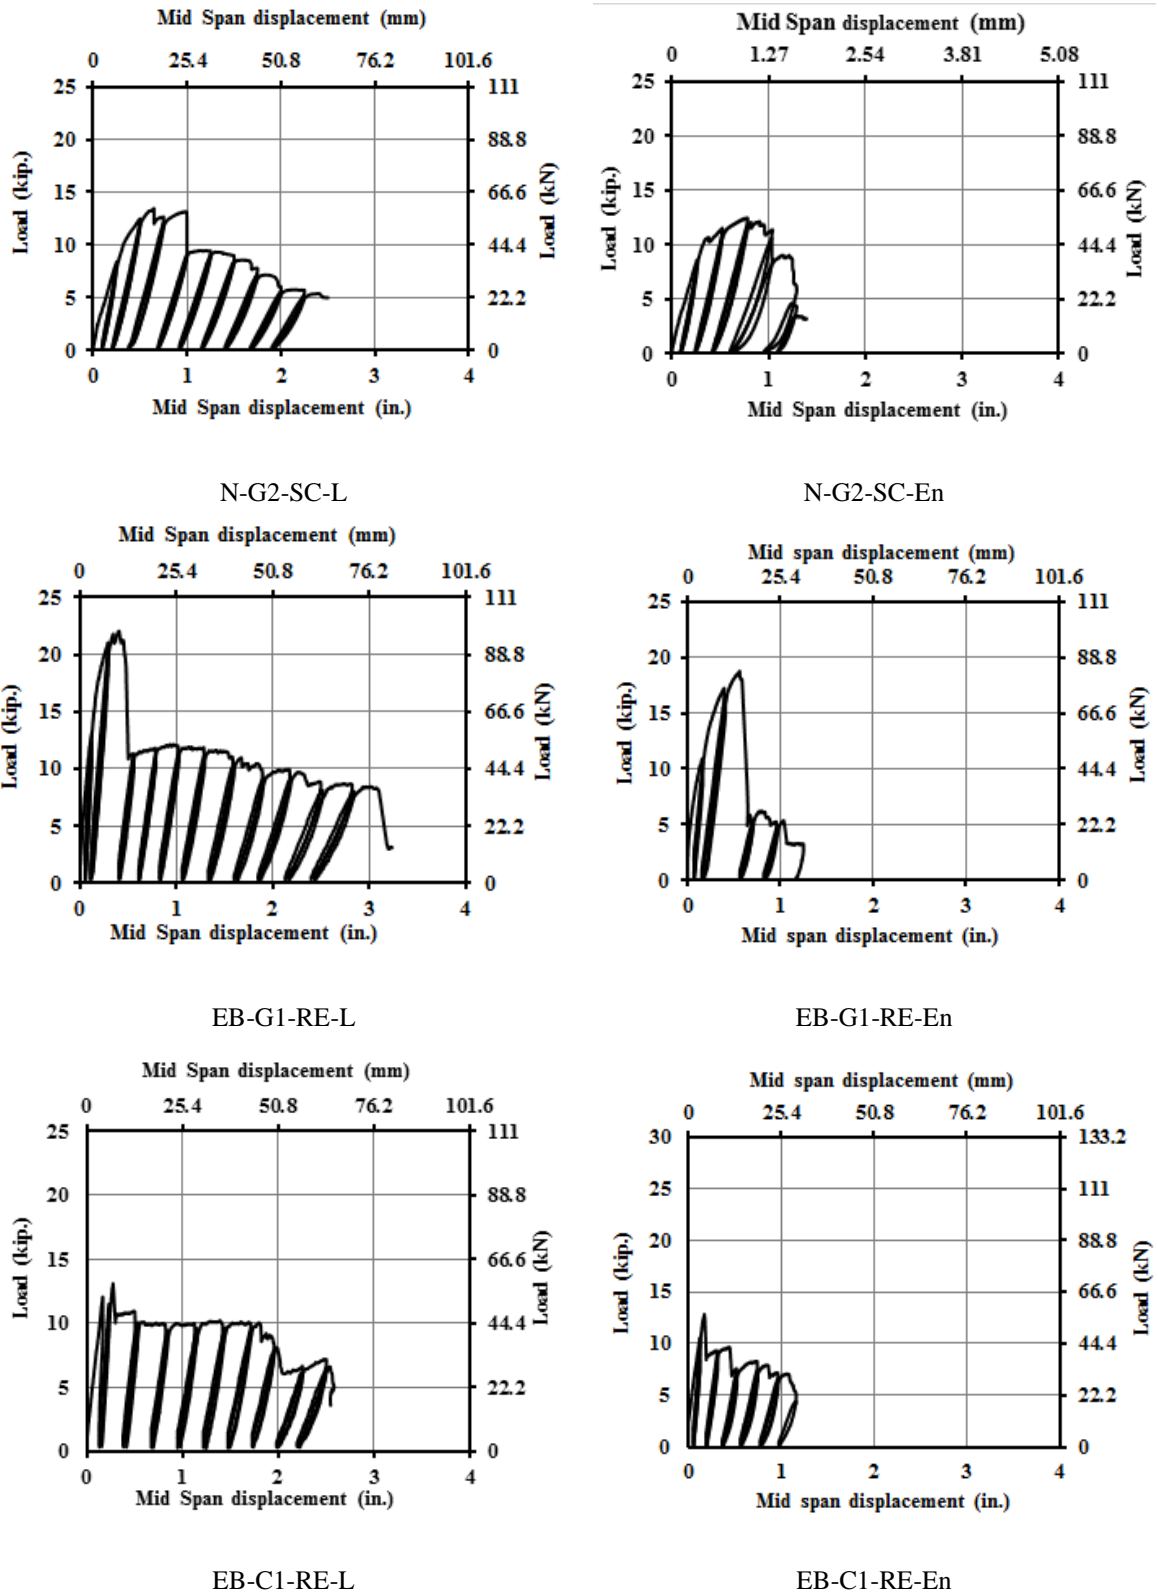 Mid Span displacement (mm)
0 25.4 50.8 76.2 101.6
25 20 15 10 5 0
Load (kip.)
111 88.8 66.6 44.4 22.2 0
Load (kN)
0 1 2 3 4
Mid Span displacement (in.)
N-G2-SC-L
Mid Span displacement (mm)
0 1.27 2.54 3.81 5.08
25 20 15 10 5 0
Load (kip.)
111 88.8 66.6 44.4 22.2 0
Load (kN)
0 1 2 3 4
Mid Span displacement (in.)
N-G2-SC-En
Mid Span displacement (mm)
0 25.4 50.8 76.2 101.6
25 20 15 10 5 0
Load (kip.)
111 88.8 66.6 44.4 22.2 0
Load (kN)
0 1 2 3 4
Mid Span displacement (in.)
EB-G1-RE-L
Mid span displacement (mm)
0 25.4 50.8 76.2 101.6
25 20 15 10 5 0
Load (kip.)
111 88.8 66.6 44.4 22.2 0
Load (kN)
0 1 2 3 4
Mid span displacement (in.)
EB-G1-RE-En
Mid Span displacement (mm)
0 25.4 50.8 76.2 101.6
25 20 15 10 5 0
Load (kip.)
111 88.8 66.6 44.4 22.2 0
Load (kN)
0 1 2 3 4
Mid Span displacement (in.)
EB-C1-RE-L
Mid span displacement (mm)
0 25.4 50.8 76.2 101.6
30 25 20 15 10 5 0
Load (kip.)
133.2 111 88.8 66.6 44.4 22.2 0
Load (kN)
0 1 2 3 4
Mid span displacement (in.)
EB-C1-RE-En